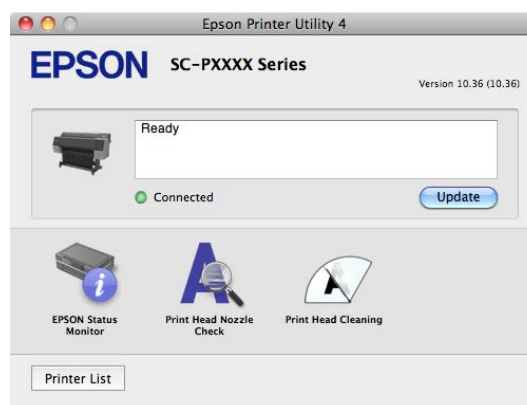 Epson Printer Utility 4
EPSON
SC-PXXXX Series
Version 10.36 (10.36)
Ready
Connected
Update
EPSON Status
Monitor
Print Head Nozzle
Check
Print Head Cleaning
Printer List